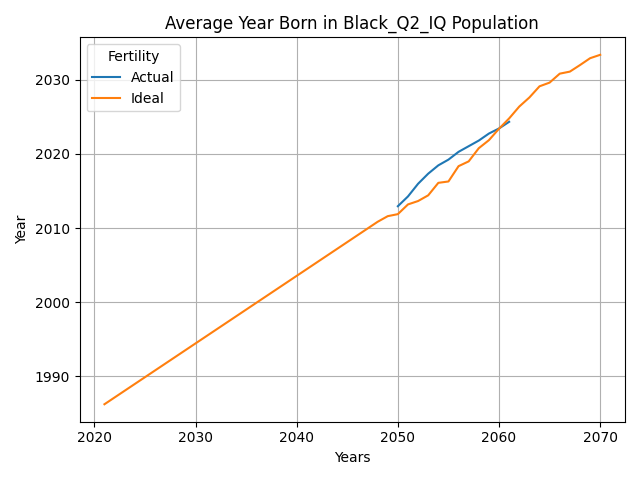 Average Year Born in Black_Q2_IQ Population
Fertility
Actual
Ideal
Year
2030
2020
2010
2000
1990
2020 2030 2040 2050 2060 2070
Years